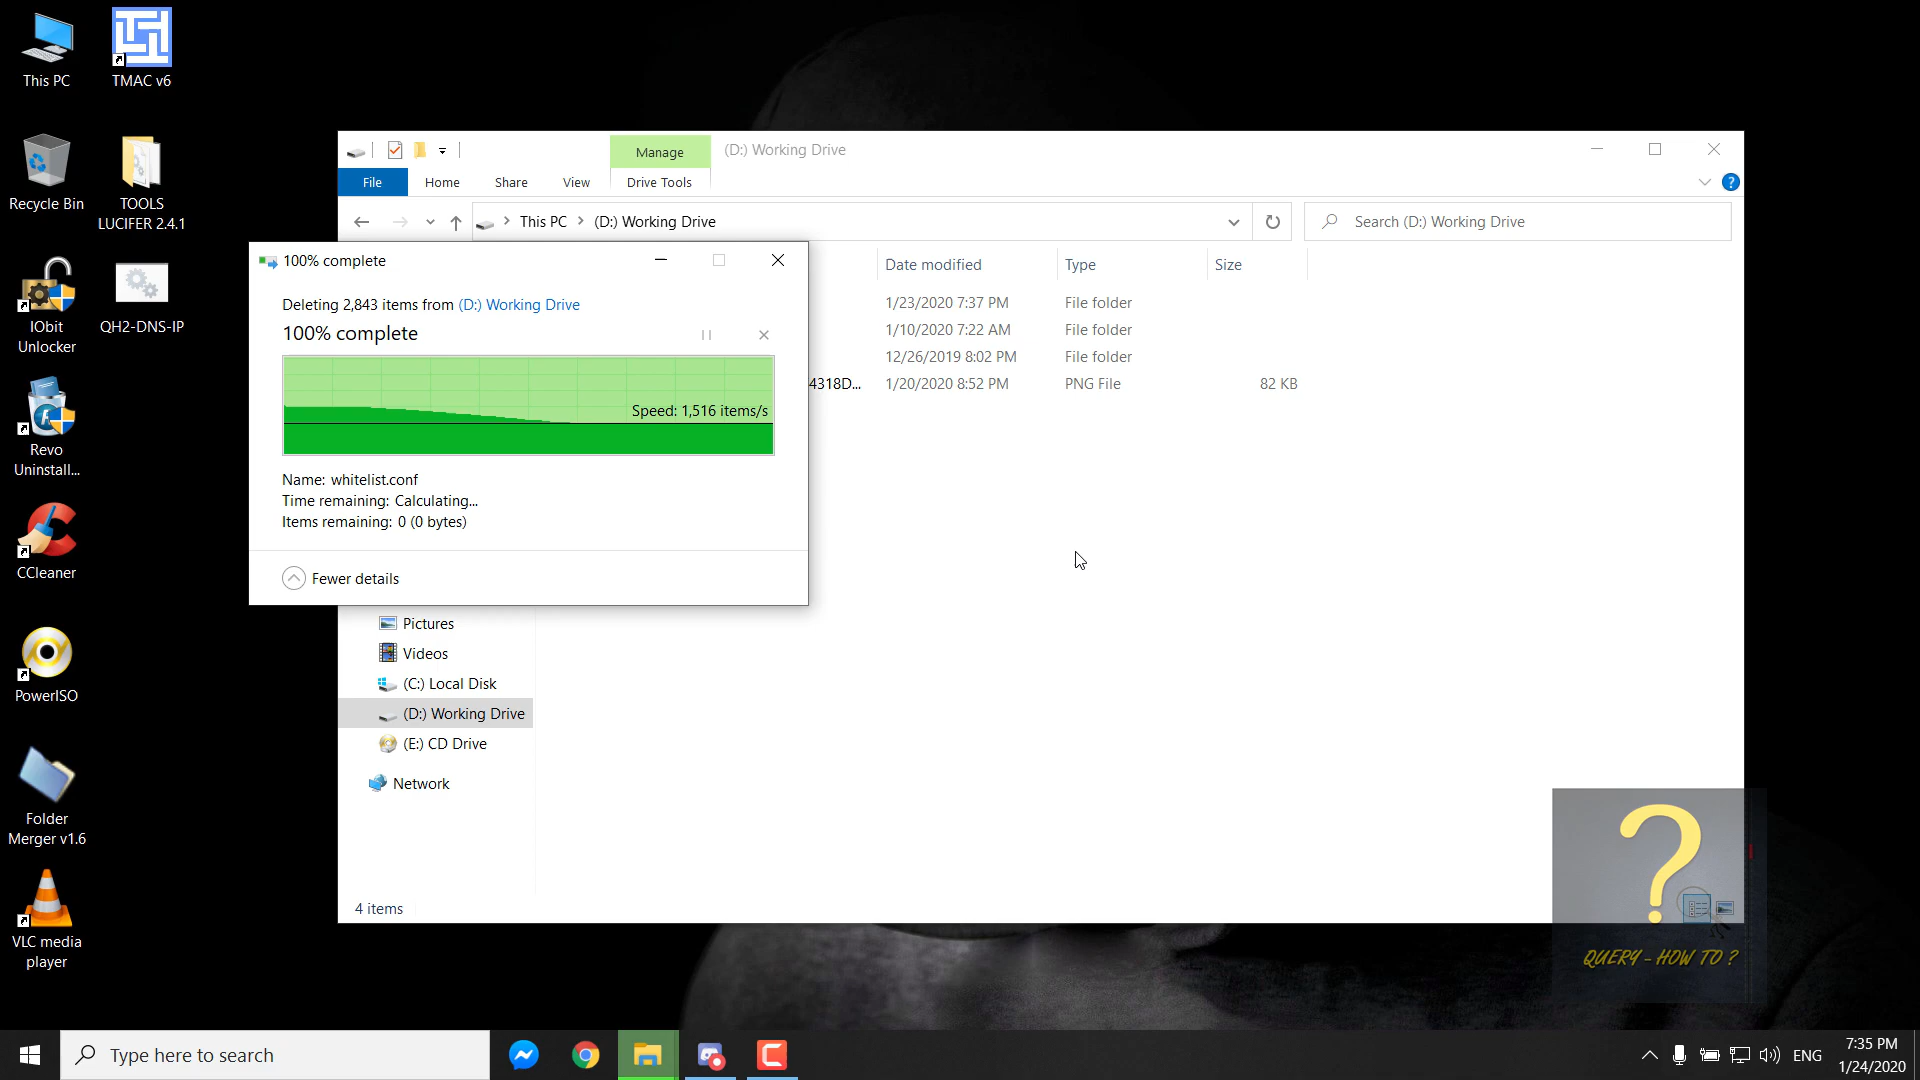 This PC
TMAC v6
Recycle Bin
TOOLS
LUCIFER 2.4.1
IObit
Unlocker
QH2-DNS-IP
Revo
Uninstall...
CCleaner
PowerISO
Folder
Merger v1.6
VLC media
player
Manage
(D:) Working Drive
File
Home
Share
View
Drive Tools
This PC
(D:) Working Drive
Search (D:) Working Drive
Date modified
Type
Size
1/23/2020 7:37 PM
File folder
1/10/2020 7:22 AM
File folder
12/26/2019 8:02 PM
File folder
4318D...
1/20/2020 8:52 PM
PNG File
82 KB
100% complete
Deleting 2,843 items from (D:) Working Drive
100% complete
Speed: 1,516 items/s
Name: whitelist.conf
Time remaining: Calculating...
Items remaining: 0 (0 bytes)
Fewer details
Pictures
Videos
(C:) Local Disk
(D:) Working Drive
(E:) CD Drive
Network
4 items
?
QUERY - HOW TO ?
Type here to search
ENG
7:35 PM
1/24/2020